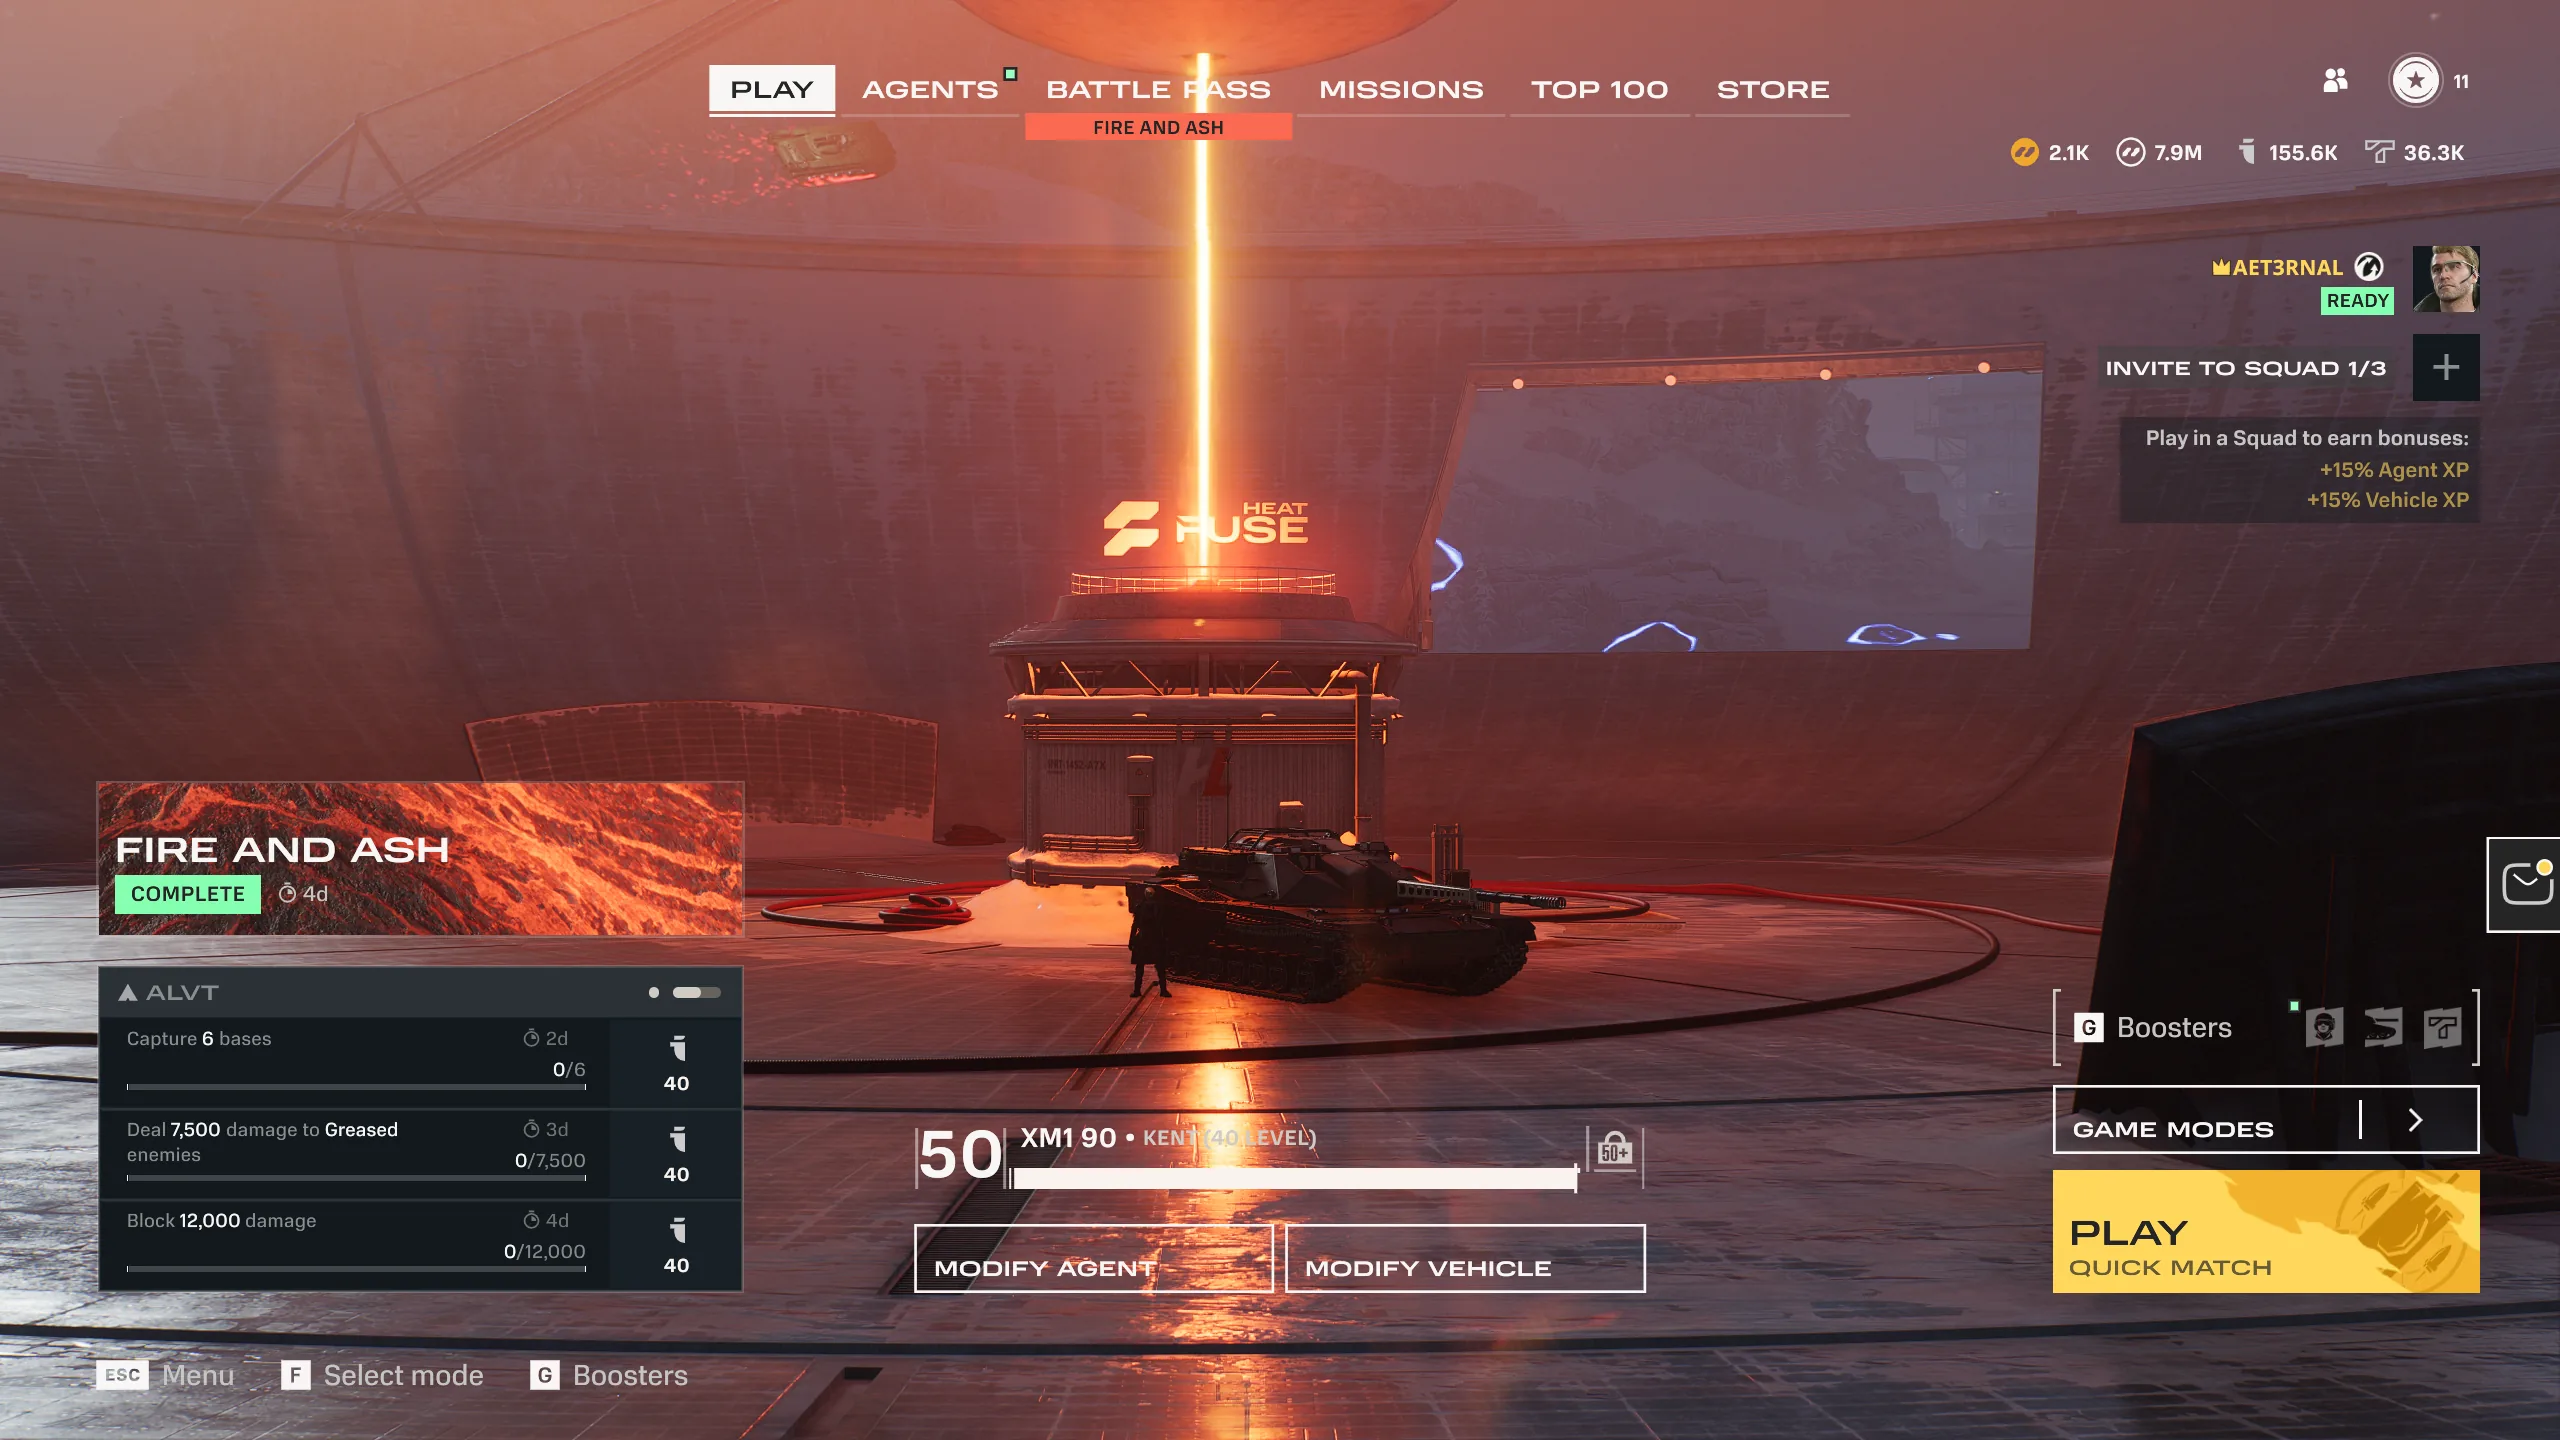 PLAY
AGENTS
BATTLE PASS
MISSIONS
TOP 100
STORE
FIRE AND ASH
11
2.1K
7.9M
155.6K
36.3K
AET3RNAL
READY
INVITE TO SQUAD 1/3
Play in a Squad to earn bonuses:
+15% Agent XP
+15% Vehicle XP
HEAT
FUSE
FIRE AND ASH
COMPLETE
4d
ALVT
Capture 6 bases
2d
0/6
40
Deal 7,500 damage to Greased
enemies
3d
0/7,500
40
Block 12,000 damage
4d
0/12,000
40
50
XM1 90 • KENT (40 LEVEL)
50+
MODIFY AGENT
MODIFY VEHICLE
G Boosters
GAME MODES
PLAY
QUICK MATCH
ESC Menu
F Select mode
G Boosters